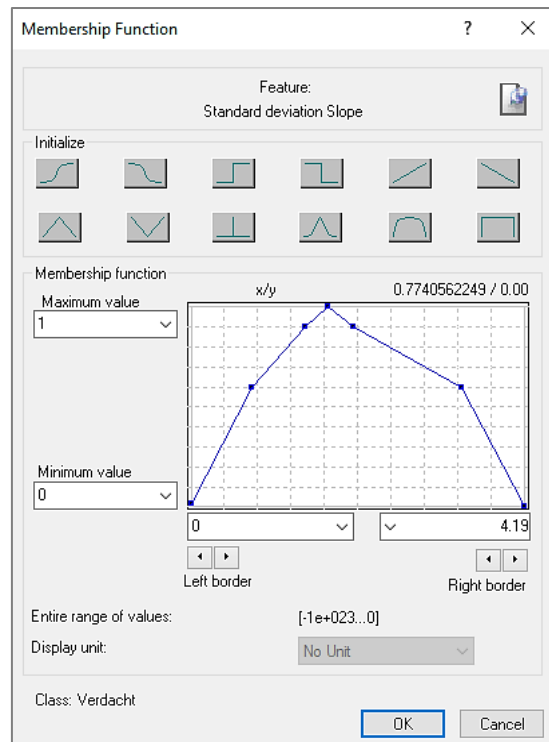 Membership Function
Feature:
Standard deviation Slope
Initialize
Membership function
x/y 0.7740562249 / 0.00
Maximum value
1
Minimum value
0
0 4.19
Left border
Right border
Entire range of values: [-1e+023...0]
Display unit: No Unit
Class: Verdacht
OK Cancel